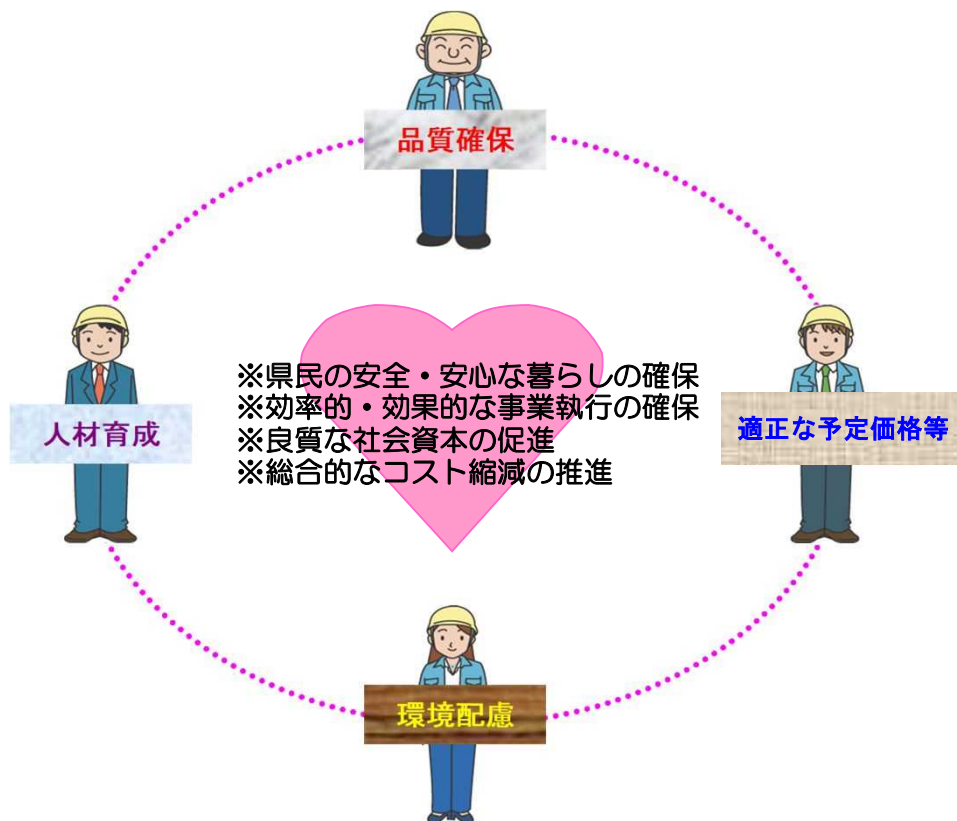 品質確保
※県民の安全・安心な暮らしの確保
※効率的・効果的な事業執行の確保
※良質な社会資本の促進
※総合的なコスト縮減の推進
人材育成
適正な予定価格等
環境配慮